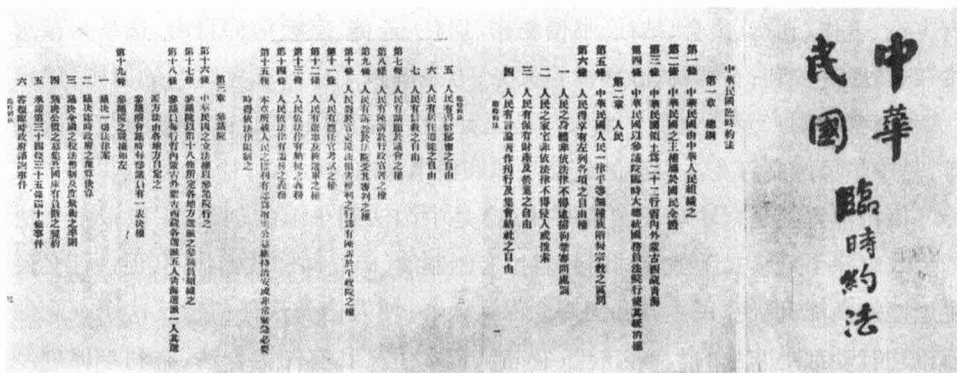 中華
民國
臨時約法
中華民國臨時約法
第一章 總綱
第一條 中華民國由中華人民組織之
第二條 中華民國之主權屬於國民全體
第三條 中華民國領土為二十二行省內外蒙古西藏青海
第四條 中華民國以參議院臨時大總統國務員法院行使其統治權
第二章 人民
第五條 中華民國人民一律平等無種族階級宗教之區別
第六條 人民得享有左列各項之自由權
一 人民之身體非依法律不得逮捕拘禁審問處罰
二 人民之家宅非依法律不得侵入或搜索
三 人民有保有財產及營業之自由
四 人民有言論著作刊行及集會結社之自由
臨時約法
一
臨時約法
五 人民有書信秘密之自由
六 人民有居住遷徙之自由
七 人民有信教之自由
第七條 人民有請願於議會之權
第八條 人民有陳訴於行政官署之權
第九條 人民有訴訟於法院受其審判之權
第十條 人民對於官吏違法損害權利之行為有陳訴於平政院之權
第十一條 人民有應任官考試之權
第十二條 人民有選舉及被選舉之權
第十三條 人民依法律有納稅之義務
第十四條 人民依法律有服兵之義務
第十五條 本章所載人民之權利有認為增進公益維持治安或非常緊急必要
時得依法律限制之
第三章 參議院
第十六條 中華民國之立法權以參議院行之
第十七條 參議院以第十八條所定各地方選派之參議員組織之
第十八條 參議員每行省內蒙古外蒙古西藏各選派五人青海選派一人其選
派方法由各地方自定之
參議院會議時每參議員有一表決權
第十九條 參議院之職權如左
一 議決一切法律案
二 議決臨時政府之預算決算
三 議決全國之稅法幣制及度量衡之準則
四 議決公債之募集及國庫有負擔之契約
五 承諾第三十四條三十五條四十條事件
六 答覆臨時政府諮詢事件
臨時約法